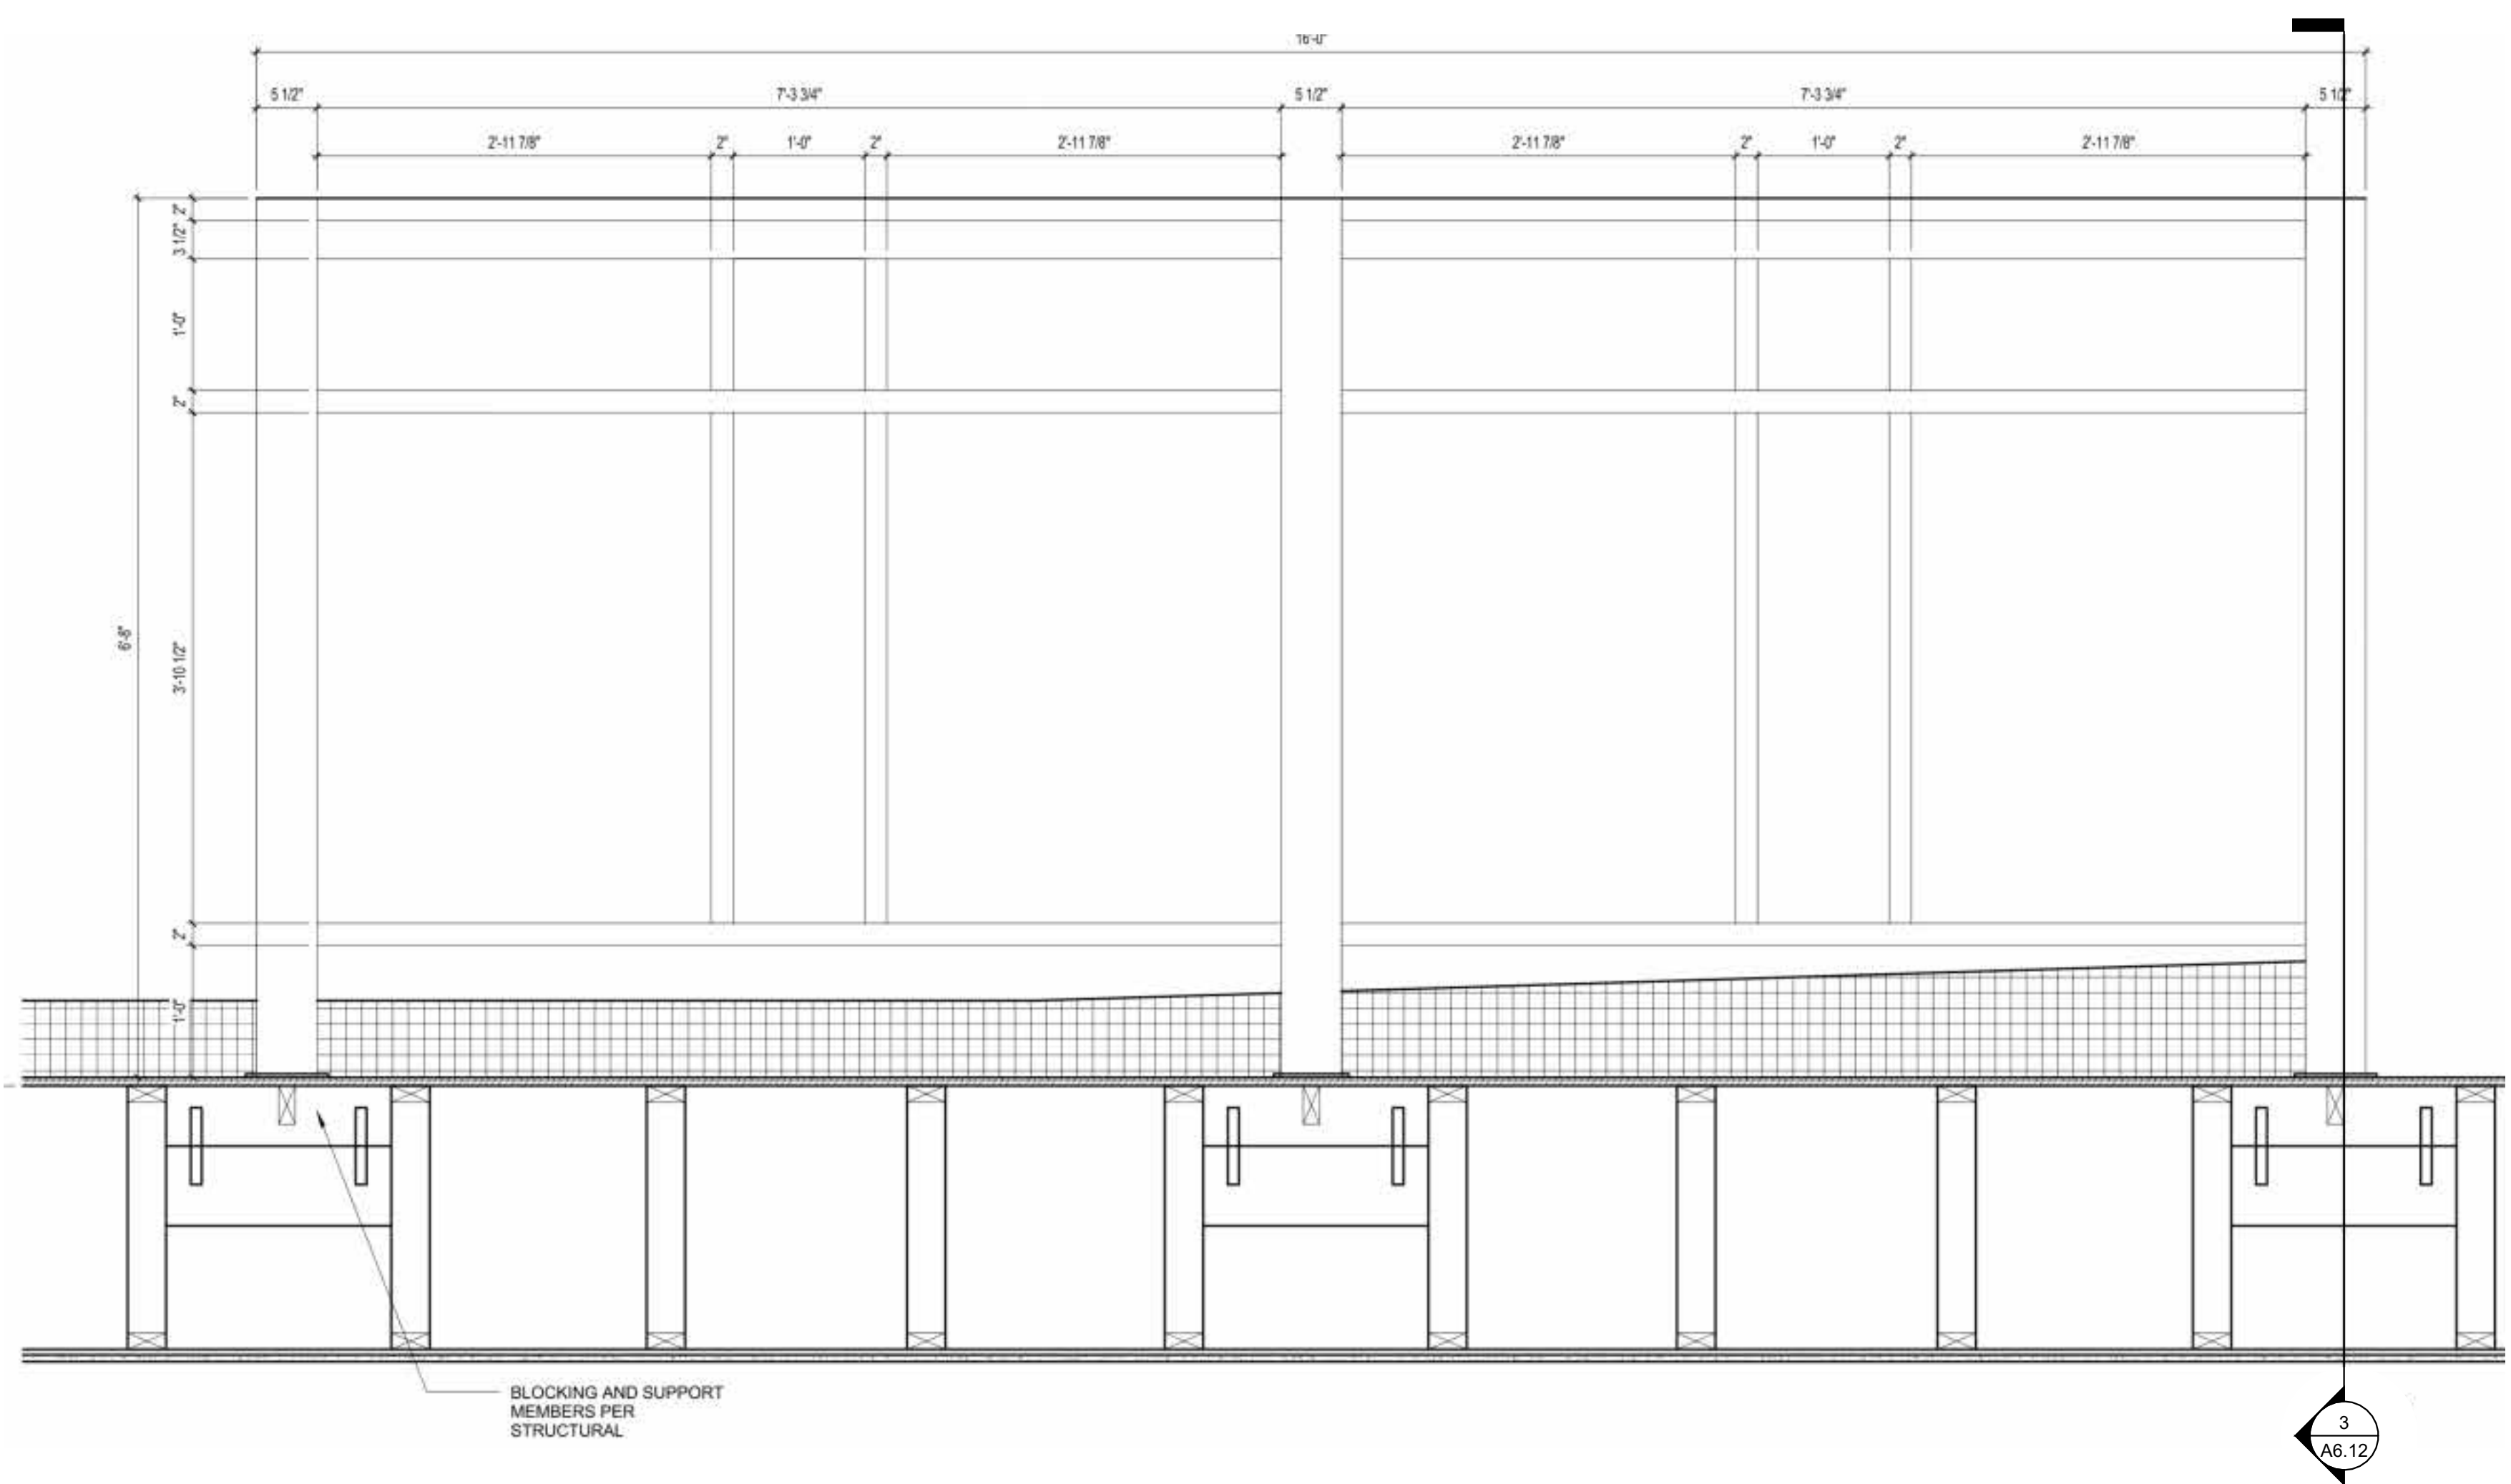 16'-0"
5 1/2" 7'-3 3/4" 5 1/2" 7'-3 3/4" 5 1/2"
2'-11 7/8" 2" 1'-0" 2" 2'-11 7/8" 2'-11 7/8" 2" 1'-0" 2" 2'-11 7/8"
2"
3 1/2"
1'-0"
2"
6'-8"
3'-10 1/2"
2"
1'-0"
BLOCKING AND SUPPORT
MEMBERS PER
STRUCTURAL
3
A6.12